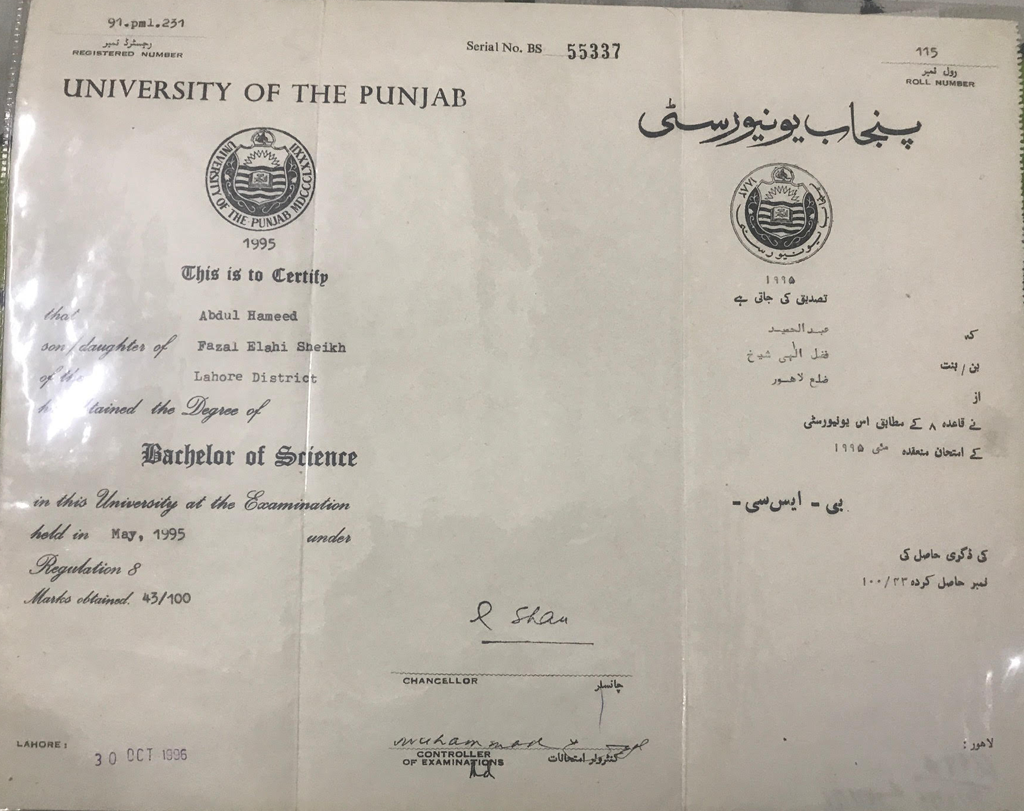 91.pml.231
رجسٹرڈ نمبر
REGISTERED NUMBER
Serial No. BS 55337
115
رول نمبر
ROLL NUMBER
UNIVERSITY OF THE PUNJAB
پنجاب یونیورسٹی
UNIVERSITY OF THE PUNJAB MDCCCLXXXII
1995
This is to Certify
that Abdul Hameed
son/daughter of Fazal Elahi Sheikh
of the Lahore District
obtained the Degree of
Bachelor of Science
in this University at the Examination
held in May, 1995 under
Regulation 8
Marks obtained. 43/100
۱۹۹۵
تصدیق کی جاتی ہے
کہ عبدالحمید
بن/بنت فضل الٰہی شیخ
از ضلع لاہور
نے قاعدہ ۸ کے مطابق اس یونیورسٹی
کے امتحان منعقدہ مئی ۱۹۹۵
بی - ایس سی -
کی ڈگری حاصل کی
نمبر حاصل کردہ ۱۰۰/۴۳
CHANCELLOR چانسلر
CONTROLLER
OF EXAMINATIONS کنٹرولر امتحانات
LAHORE: 30 OCT 1996
لاہور: